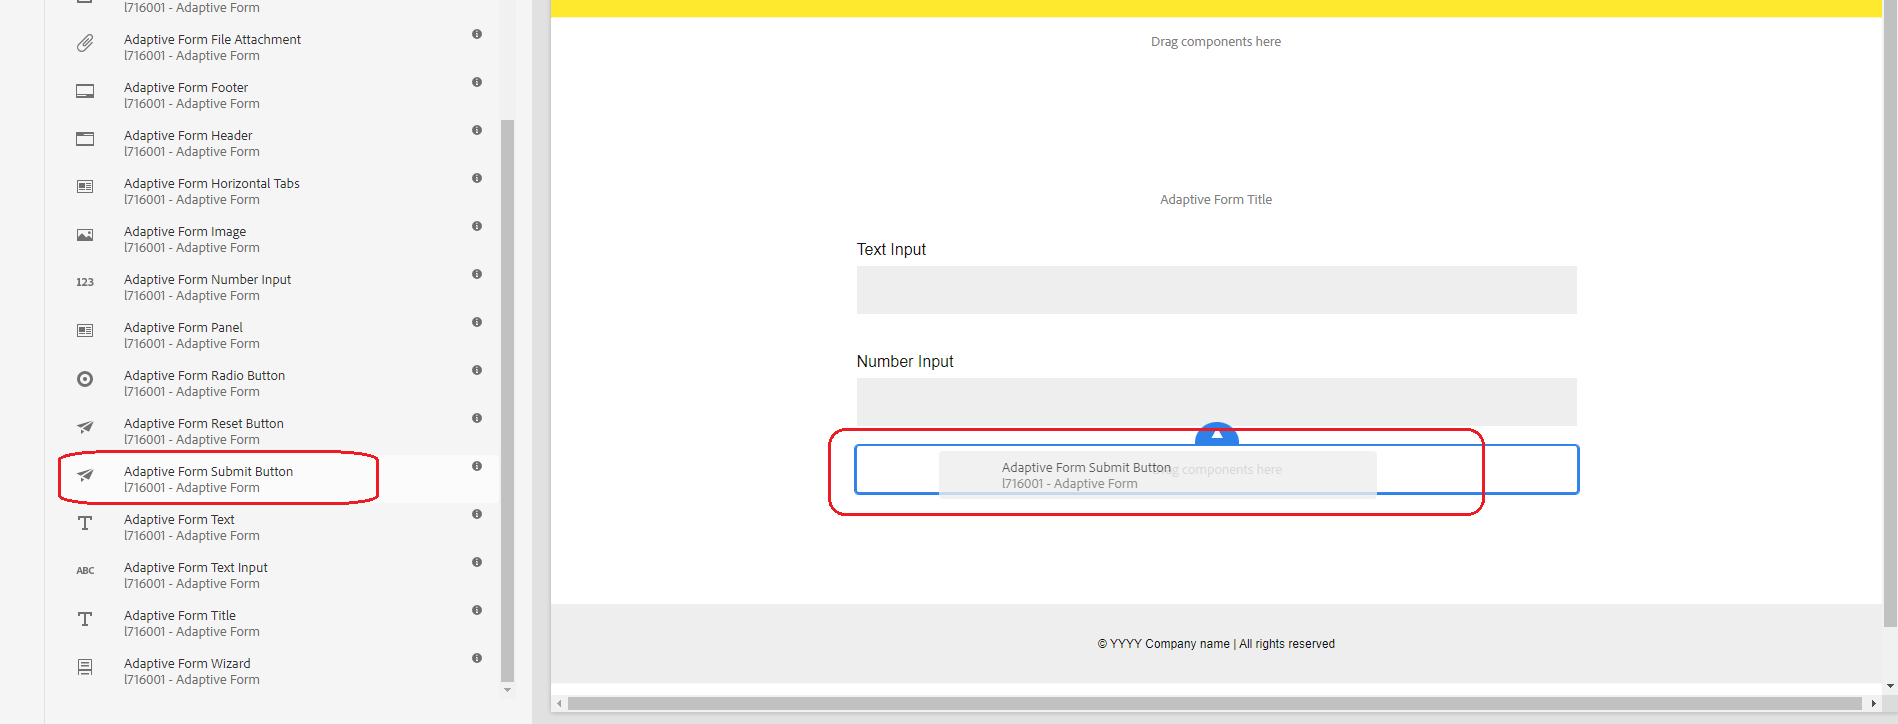 l716001 - Adaptive Form
Adaptive Form File Attachment
l716001 - Adaptive Form
Adaptive Form Footer
l716001 - Adaptive Form
Adaptive Form Header
l716001 - Adaptive Form
Adaptive Form Horizontal Tabs
l716001 - Adaptive Form
Adaptive Form Image
l716001 - Adaptive Form
123
Adaptive Form Number Input
l716001 - Adaptive Form
Adaptive Form Panel
l716001 - Adaptive Form
Adaptive Form Radio Button
l716001 - Adaptive Form
Adaptive Form Reset Button
l716001 - Adaptive Form
Adaptive Form Submit Button
l716001 - Adaptive Form
Adaptive Form Text
l716001 - Adaptive Form
ABC
Adaptive Form Text Input
l716001 - Adaptive Form
Adaptive Form Title
l716001 - Adaptive Form
Adaptive Form Wizard
l716001 - Adaptive Form
Drag components here
Adaptive Form Title
Text Input
Number Input
Adaptive Form Submit Button
l716001 - Adaptive Form
Drag components here
© YYYY Company name | All rights reserved